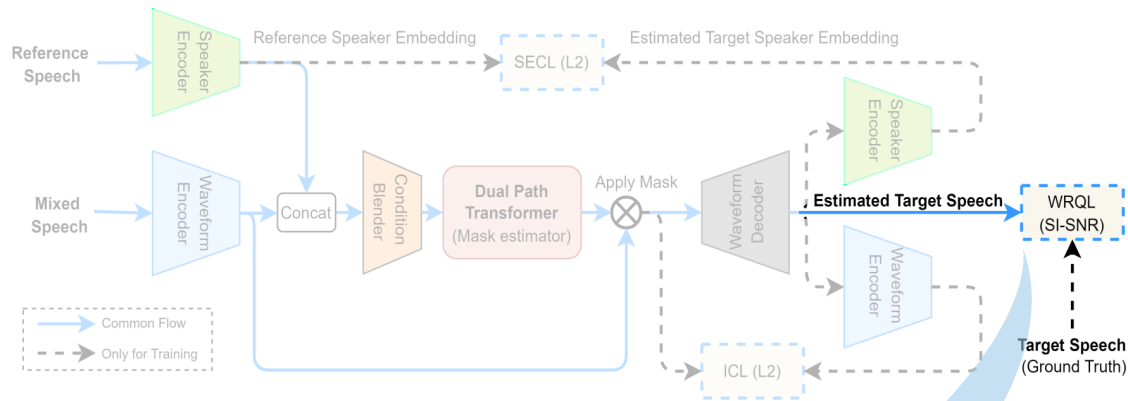 Reference
Speech
Speaker
Encoder
Reference Speaker Embedding
SECL (L2)
Estimated Target Speaker Embedding
Speaker
Encoder
Mixed
Speech
Waveform
Encoder
Concat
Condition
Blender
Dual Path
Transformer
(Mask estimator)
Apply Mask
Waveform
Decoder
Estimated Target Speech
WRQL
(SI-SNR)
Waveform
Encoder
Common Flow
Only for Training
ICL (L2)
Target Speech
(Ground Truth)